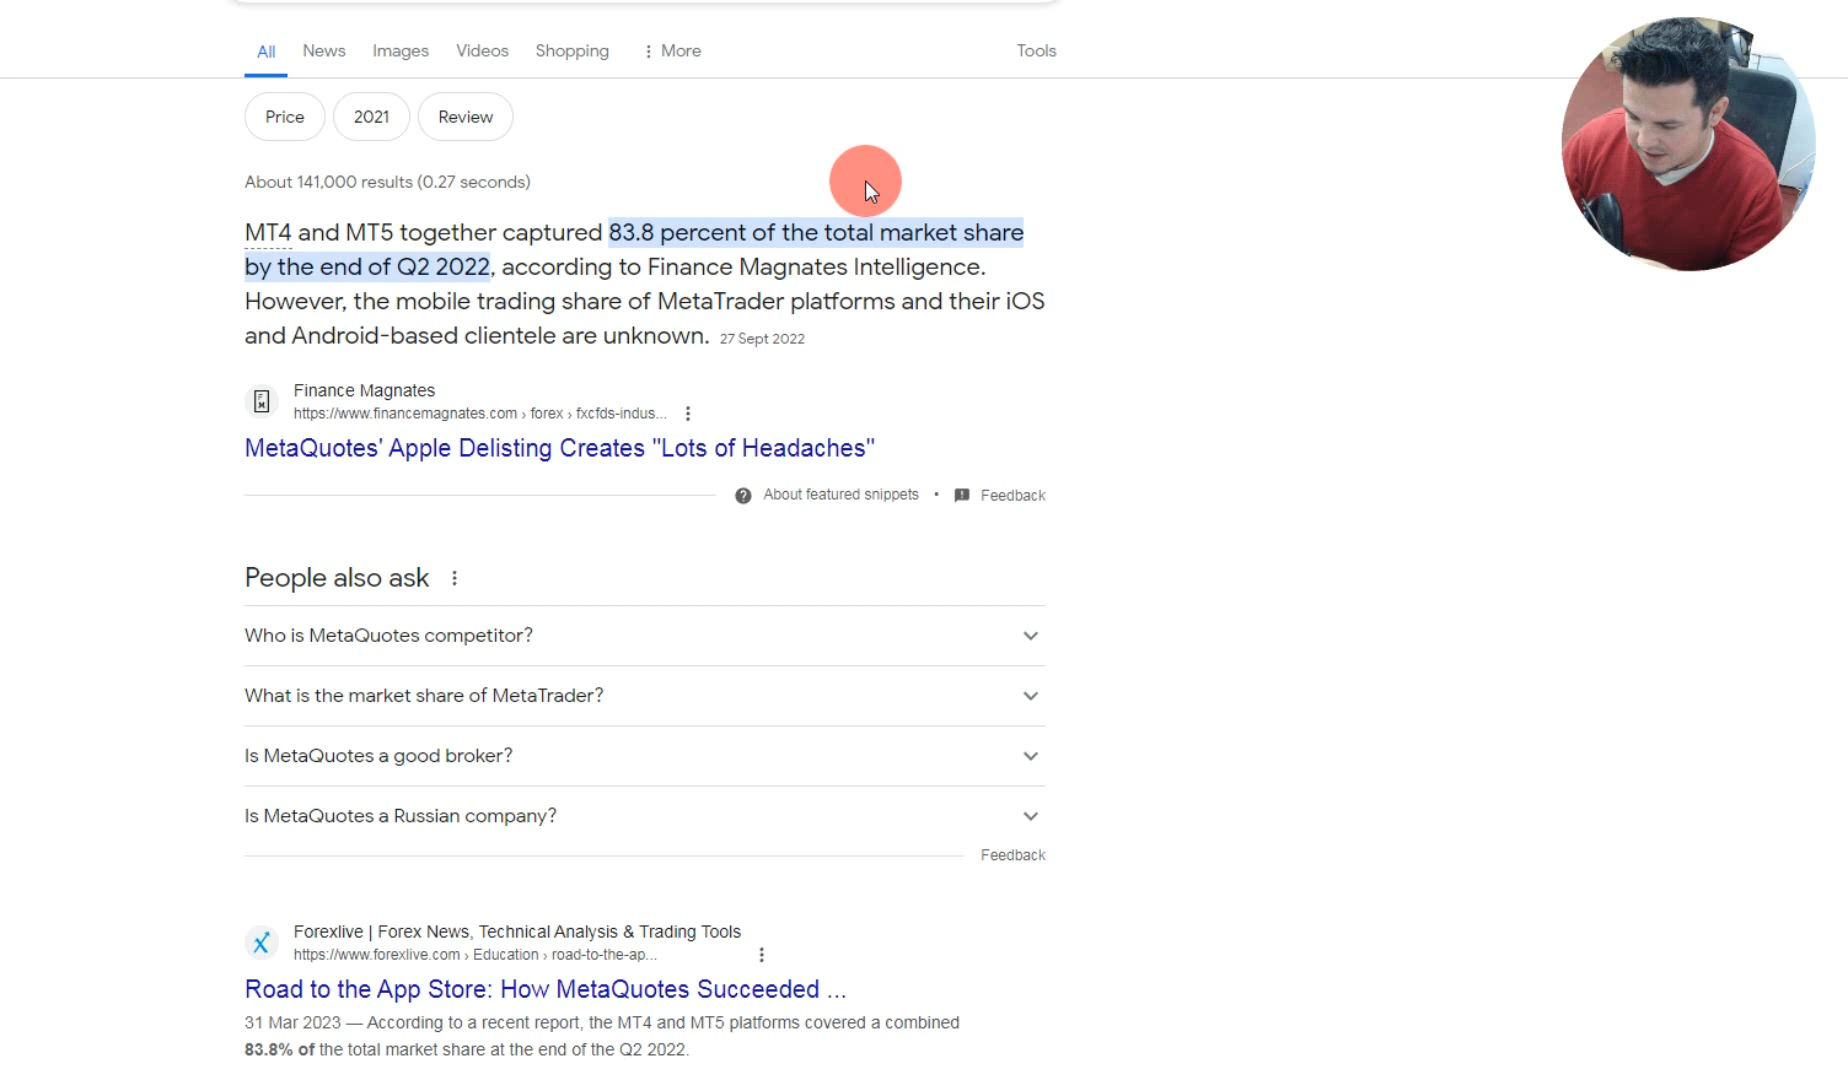 All News Images Videos Shopping More Tools
Price 2021 Review
About 141,000 results (0.27 seconds)
MT4 and MT5 together captured 83.8 percent of the total market share
by the end of Q2 2022, according to Finance Magnates Intelligence.
However, the mobile trading share of MetaTrader platforms and their iOS
and Android-based clientele are unknown. 27 Sept 2022
Finance Magnates
https://www.financemagnates.com › forex › fxcfds-indus...
MetaQuotes' Apple Delisting Creates "Lots of Headaches"
About featured snippets • Feedback
People also ask
Who is MetaQuotes competitor?
What is the market share of MetaTrader?
Is MetaQuotes a good broker?
Is MetaQuotes a Russian company?
Feedback
Forexlive | Forex News, Technical Analysis & Trading Tools
https://www.forexlive.com › Education › road-to-the-ap...
Road to the App Store: How MetaQuotes Succeeded ...
31 Mar 2023 — According to a recent report, the MT4 and MT5 platforms covered a combined
83.8% of the total market share at the end of the Q2 2022.